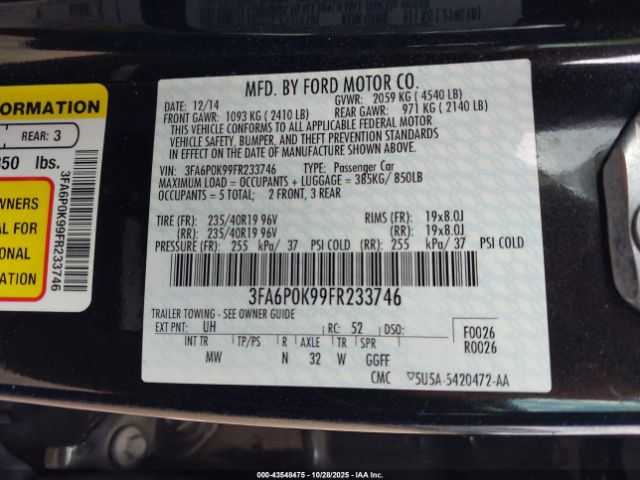 MFD. BY FORD MOTOR CO.
DATE: 12/14 GVWR: 2059 KG (4540 LB)
FRONT GAWR: 1093 KG (2410 LB) REAR GAWR: 971 KG (2140 LB)
THIS VEHICLE CONFORMS TO ALL APPLICABLE FEDERAL MOTOR
VEHICLE SAFETY, BUMPER, AND THEFT PREVENTION STANDARDS
IN EFFECT ON THE DATE OF MANUFACTURE SHOWN ABOVE.
VIN: 3FA6P0K99FR233746 TYPE: Passenger Car
MAXIMUM LOAD = OCCUPANTS + LUGGAGE = 385KG/ 850LB
OCCUPANTS = 5 TOTAL; 2 FRONT, 3 REAR
TIRE (FR): 235/40R19 96V RIMS (FR): 19x8.0J
(RR): 235/40R19 96V (RR): 19x8.0J
PRESSURE (FR): 255 kPa/ 37 PSI COLD (RR): 255 kPa/ 37 PSI COLD
3FA6P0K99FR233746
TRAILER TOWING - SEE OWNER GUIDE
EXT PNT: UH RC: 52 DSO:
INT TR TP/PS R AXLE TR SPR
MW N 32 W GGFF
F0026
R0026
CMC 5U5A-5420472-AA
FORMATION
REAR: 3
850 lbs.
3FA6P0K99FR233746
OWNERS
FOR
IONAL
ION
000-43548475 | 10/28/2025 | IAA, Inc.